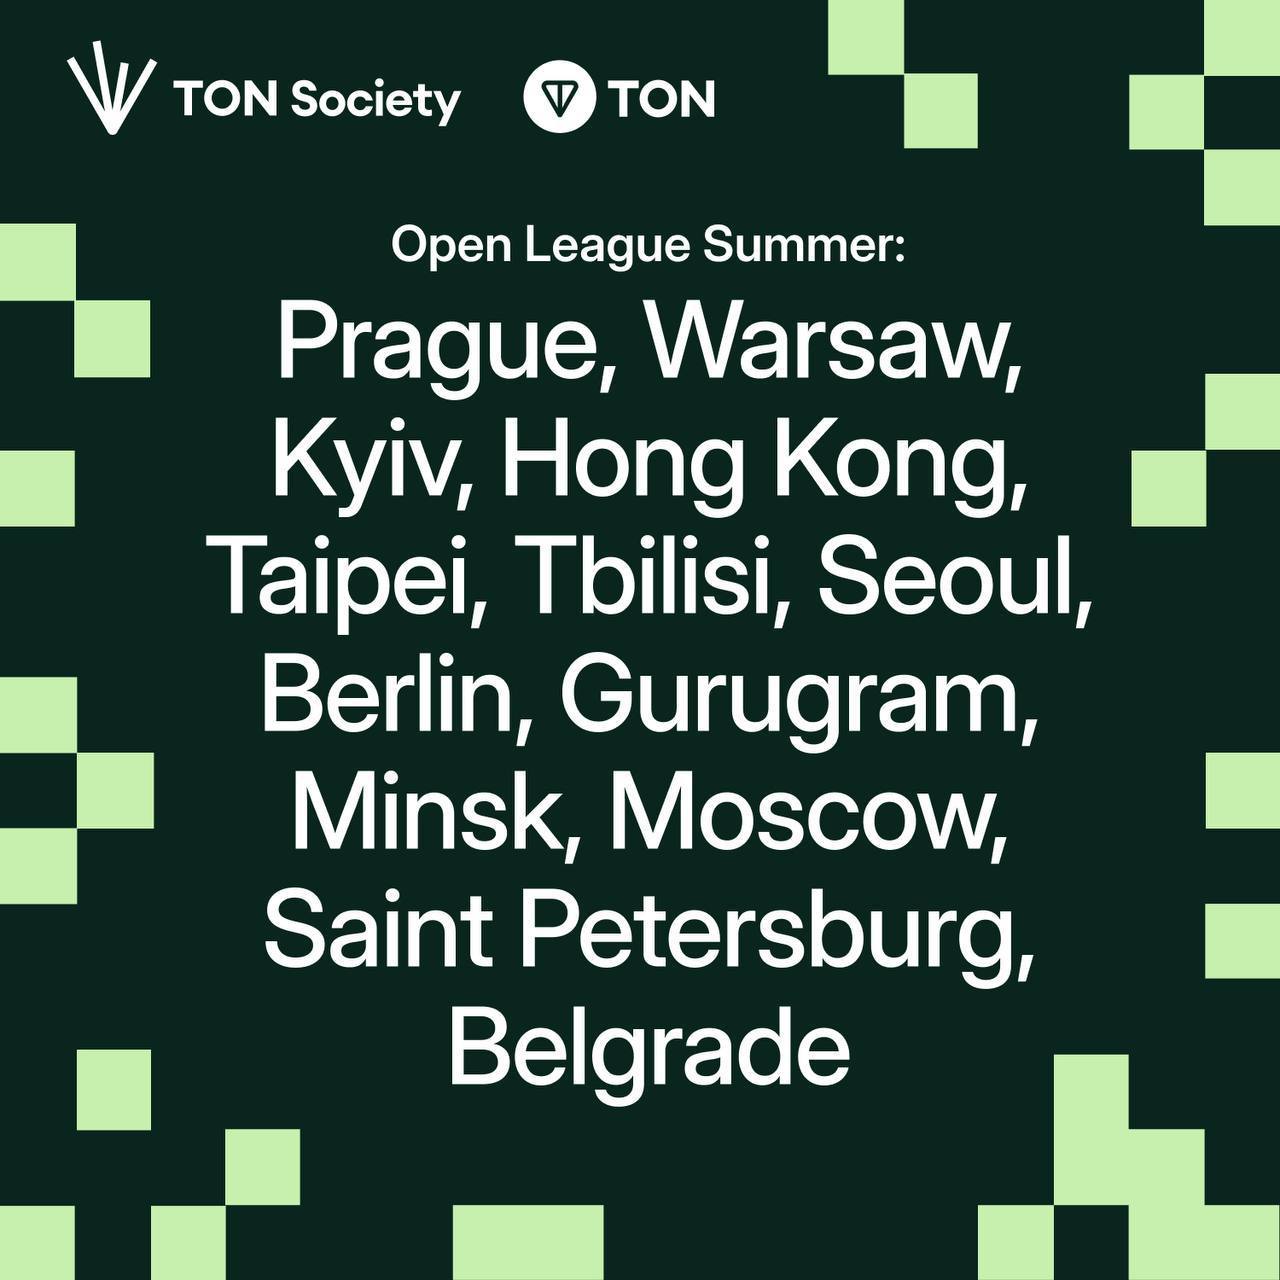 TON Society TON
Open League Summer:
Prague, Warsaw,
Kyiv, Hong Kong,
Taipei, Tbilisi, Seoul,
Berlin, Gurugram,
Minsk, Moscow,
Saint Petersburg,
Belgrade